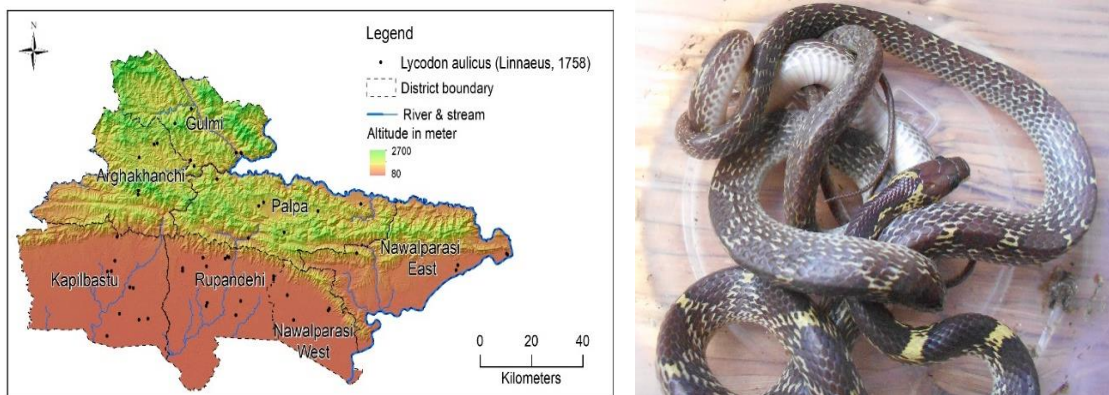 N
Legend
Lycodon aulicus (Linnaeus, 1758)
District boundary
River & stream
Altitude in meter
2700
80
Gulmi
Arghakhanchi
Palpa
Nawalparasi
East
Kapilbastu
Rupandehi
Nawalparasi
West
0 20 40
Kilometers